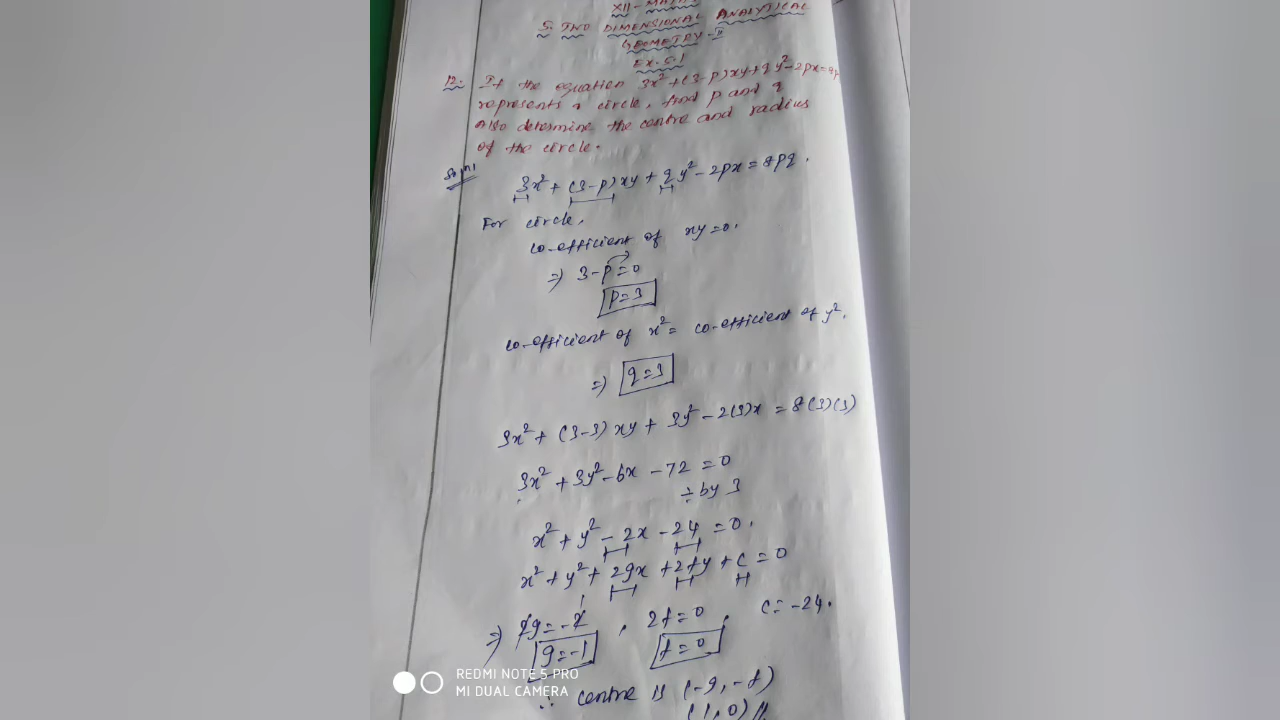 XII - MATHS
5. TWO DIMENSIONAL ANALYTICAL
GEOMETRY - II
EX-5.1
12. If the equation 3x² + (3-p)xy + qy² - 2px = 8pq
represents a circle, find p and q
Also determine the centre and radius
of the circle.
Soln!
3x² + (3-p)xy + qy² - 2px = 8pq.
For circle,
co-efficient of xy = 0.
⇒ 3-p=0
p=3
co-efficient of x² = co-efficient of y².
⇒ q=3
3x² + (3-3)xy + 3y² - 2(3)x = 8(3)(3)
3x² + 3y² - 6x - 72 = 0
÷ by 3
x² + y² - 2x - 24 = 0.
x² + y² + 2gx + 2fy + c = 0
⇒ 2g = -2 , 2f = 0 , c = -24.
g = -1 f = 0
∴ centre is (-g, -f)
(1, 0)//
REDMI NOTE 5 PRO
MI DUAL CAMERA